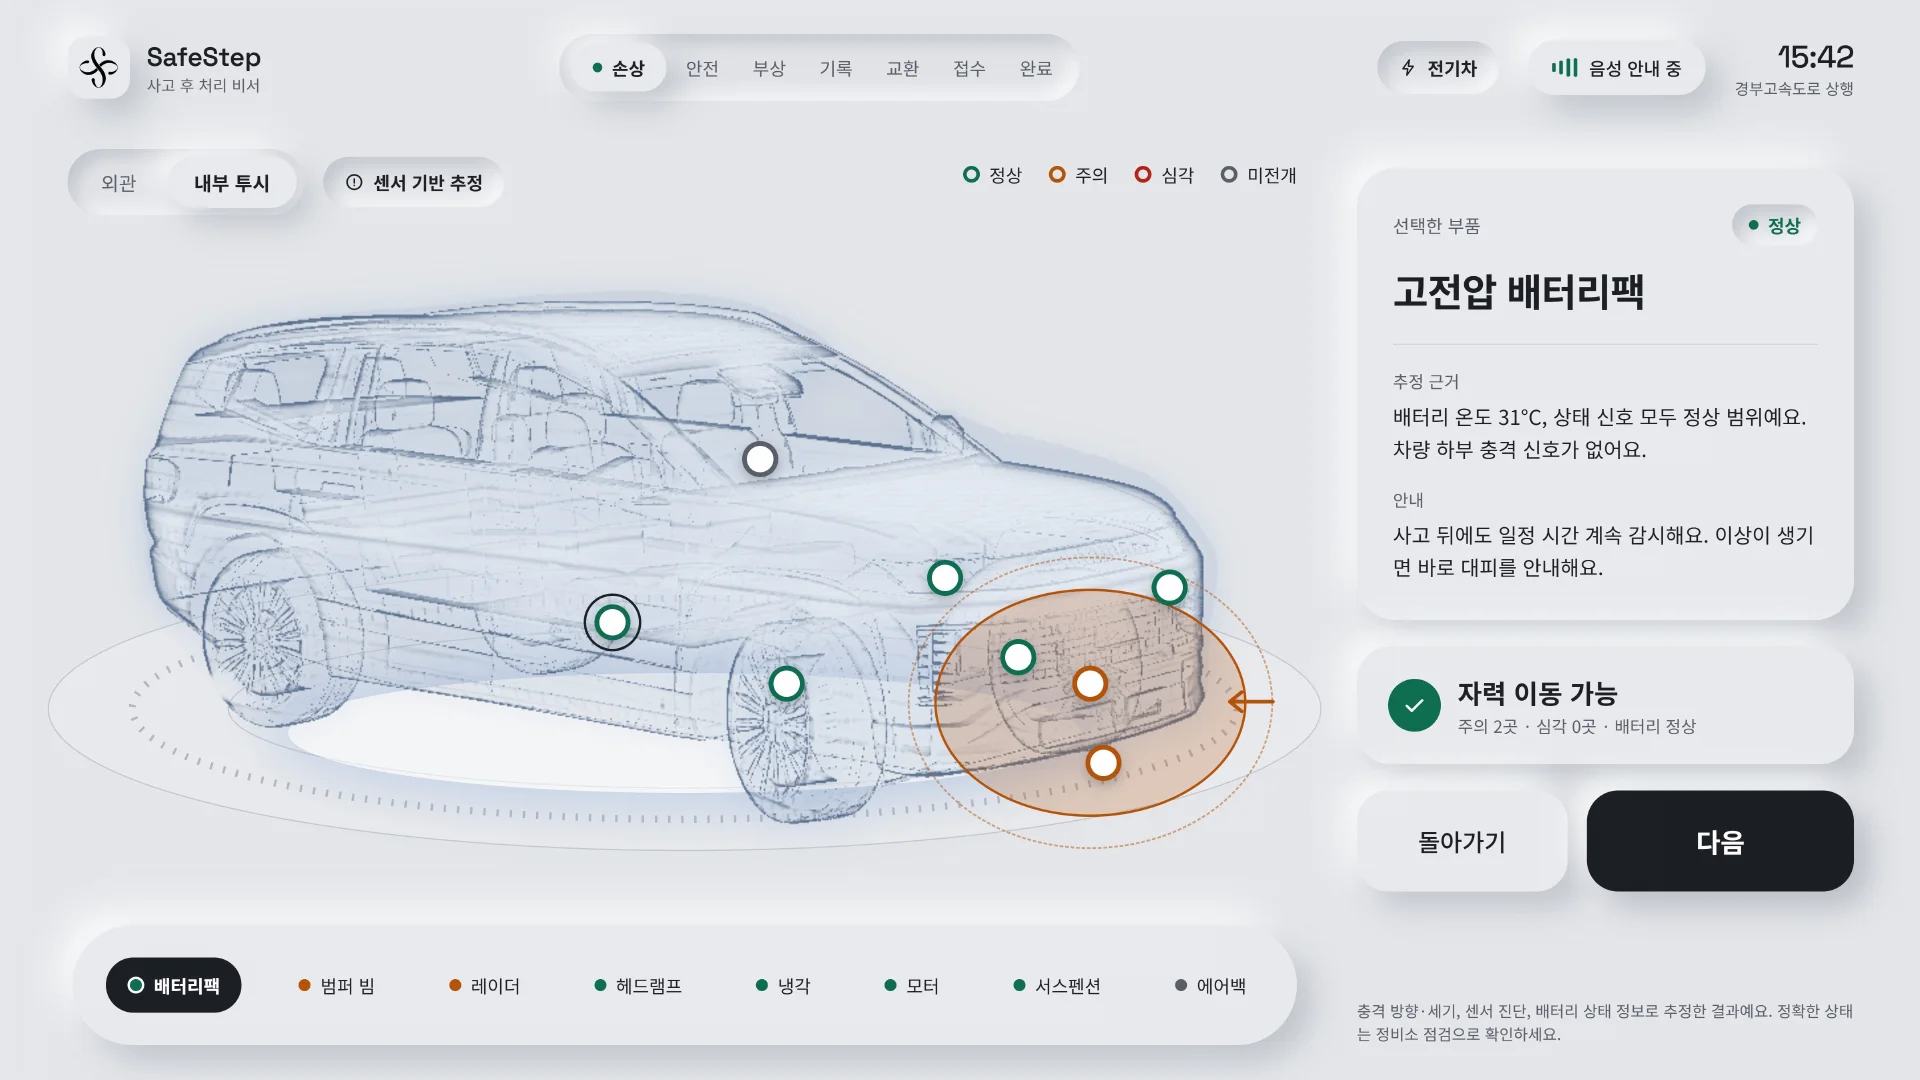 SafeStep
사고 후 처리 비서
손상
안전
부상
기록
교환
접수
완료
전기차
음성 안내 중
15:42
경부고속도로 상행
외관
내부 투시
센서 기반 추정
정상
주의
심각
미전개
선택한 부품
정상
고전압 배터리팩
추정 근거
배터리 온도 31°C, 상태 신호 모두 정상 범위예요.
차량 하부 충격 신호가 없어요.
안내
사고 뒤에도 일정 시간 계속 감시해요. 이상이 생기
면 바로 대피를 안내해요.
자력 이동 가능
주의 2곳 · 심각 0곳 · 배터리 정상
돌아가기
다음
배터리팩
범퍼 빔
레이더
헤드램프
냉각
모터
서스펜션
에어백
충격 방향·세기, 센서 진단, 배터리 상태 정보로 추정한 결과예요. 정확한 상태
는 정비소 점검으로 확인하세요.